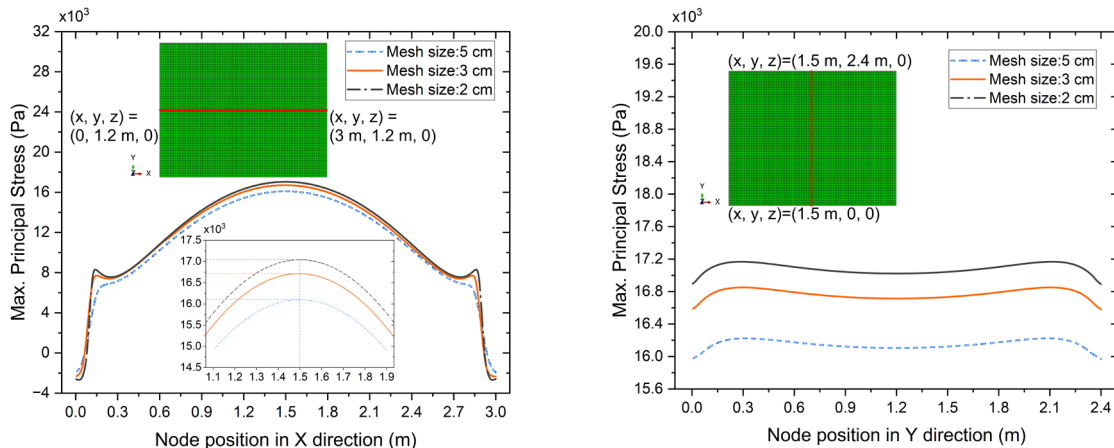 ×10³
32
28
24
20
16
12
8
4
0
−4
Max. Principal Stress (Pa)
Mesh size:5 cm
Mesh size:3 cm
Mesh size:2 cm
(x, y, z) =
(0, 1.2 m, 0)
(x, y, z) =
(3 m, 1.2 m, 0)
Y
Z
X
×10³
17.5
17.0
16.5
16.0
15.5
15.0
14.5
1.1 1.2 1.3 1.4 1.5 1.6 1.7 1.8 1.9
0.0 0.3 0.6 0.9 1.2 1.5 1.8 2.1 2.4 2.7 3.0
Node position in X direction (m)
×10³
20.0
19.6
19.2
18.8
18.4
18.0
17.6
17.2
16.8
16.4
16.0
15.6
Max. Principal Stress (Pa)
Mesh size:5 cm
Mesh size:3 cm
Mesh size:2 cm
(x, y, z)=(1.5 m, 2.4 m, 0)
Y
Z
X
(x, y, z)=(1.5 m, 0, 0)
0.0 0.3 0.6 0.9 1.2 1.5 1.8 2.1 2.4
Node position in Y direction (m)